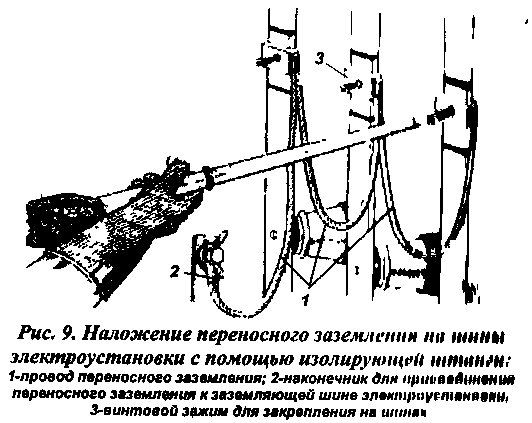 3
2
1
Рис. 9. Наложение переносного заземления на шины
электроустановки с помощью изолирующей штанги:
1-провод переносного заземления; 2-наконечник для присоединения
переносного заземления к заземляющей шине электроустановки,
3-винтовой зажим для закрепления на шинах